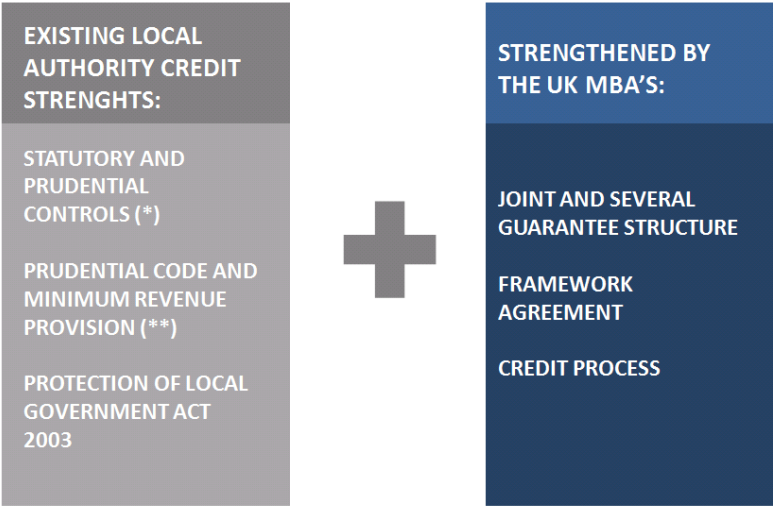 EXISTING LOCAL
AUTHORITY CREDIT
STRENGHTS:
STATUTORY AND
PRUDENTIAL
CONTROLS (*)
PRUDENTIAL CODE AND
MINIMUM REVENUE
PROVISION (**)
PROTECTION OF LOCAL
GOVERNMENT ACT
2003
STRENGTHENED BY
THE UK MBA'S:
JOINT AND SEVERAL
GUARANTEE STRUCTURE
FRAMEWORK
AGREEMENT
CREDIT PROCESS